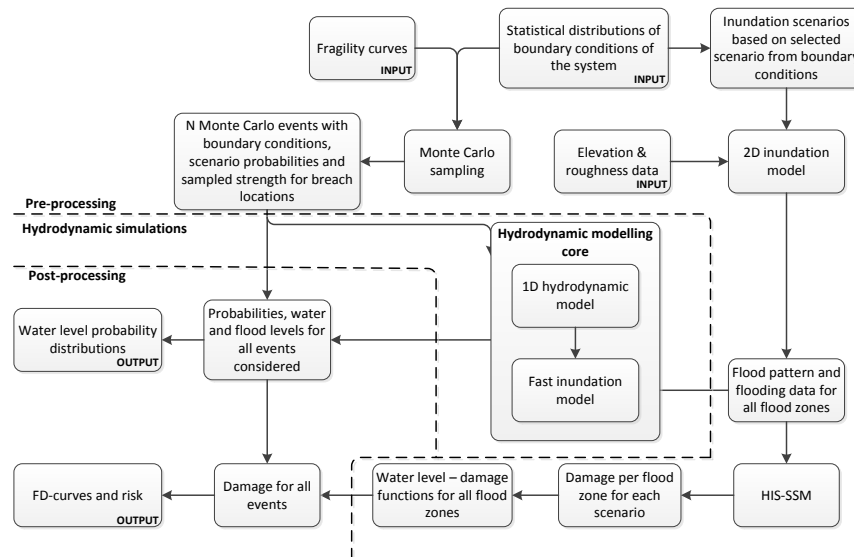 Fragility curves
INPUT
Statistical distributions of
boundary conditions of
the system
INPUT
Inundation scenarios
based on selected
scenario from boundary
conditions
N Monte Carlo events with
boundary conditions,
scenario probabilities and
sampled strength for breach
locations
Monte Carlo
sampling
Elevation &
roughness data
INPUT
2D inundation
model
Pre-processing
Hydrodynamic simulations
Hydrodynamic modelling
core
Post-processing
1D hydrodynamic
model
Water level probability
distributions
OUTPUT
Probabilities, water
and flood levels for
all events
considered
Fast inundation
model
Flood pattern and
flooding data for
all flood zones
FD-curves and risk
OUTPUT
Damage for all
events
Water level – damage
functions for all flood
zones
Damage per flood
zone for each
scenario
HIS-SSM